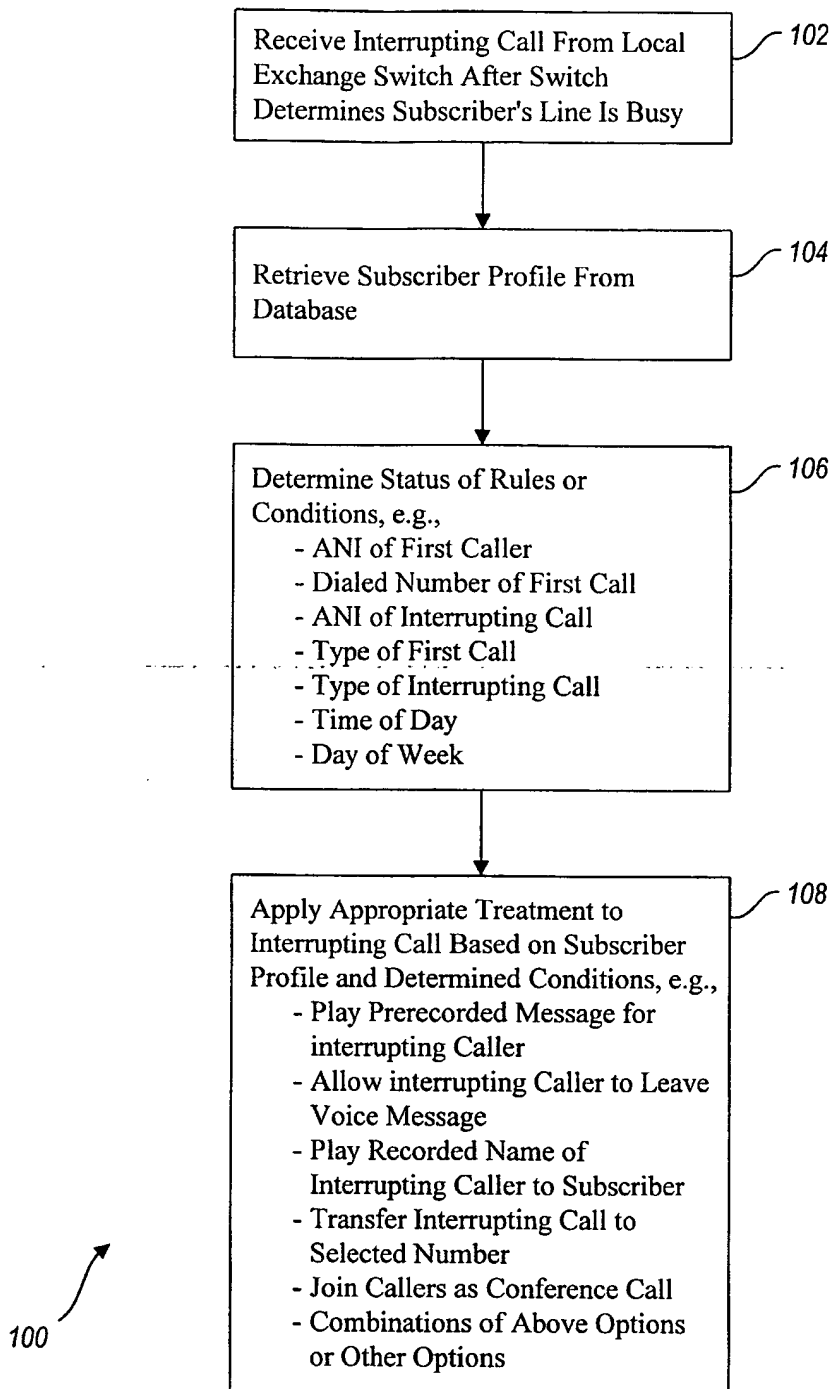 Receive Interrupting Call From Local
Exchange Switch After Switch
Determines Subscriber's Line Is Busy
102
Retrieve Subscriber Profile From
Database
104
Determine Status of Rules or
Conditions, e.g.,
- ANI of First Caller
- Dialed Number of First Call
- ANI of Interrupting Call
- Type of First Call
- Type of Interrupting Call
- Time of Day
- Day of Week
106
Apply Appropriate Treatment to
Interrupting Call Based on Subscriber
Profile and Determined Conditions, e.g.,
- Play Prerecorded Message for
interrupting Caller
- Allow interrupting Caller to Leave
Voice Message
- Play Recorded Name of
Interrupting Caller to Subscriber
- Transfer Interrupting Call to
Selected Number
- Join Callers as Conference Call
- Combinations of Above Options
or Other Options
108
100